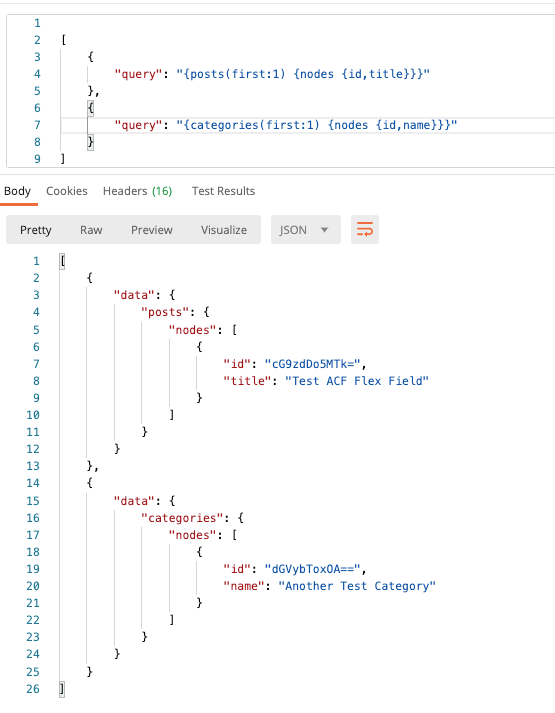 1
2 [
3 {
4 "query": "{posts(first:1) {nodes {id,title}}}"
5 },
6 {
7 "query": "{categories(first:1) {nodes {id,name}}}"
8 }
9 ]
Body Cookies Headers (16) Test Results
Pretty Raw Preview Visualize JSON
1 [
2 {
3 "data": {
4 "posts": {
5 "nodes": [
6 {
7 "id": "cG9zdDo5MTk=",
8 "title": "Test ACF Flex Field"
9 }
10 ]
11 }
12 }
13 },
14 {
15 "data": {
16 "categories": {
17 "nodes": [
18 {
19 "id": "dGVybToxOA==",
20 "name": "Another Test Category"
21 }
22 ]
23 }
24 }
25 }
26 ]